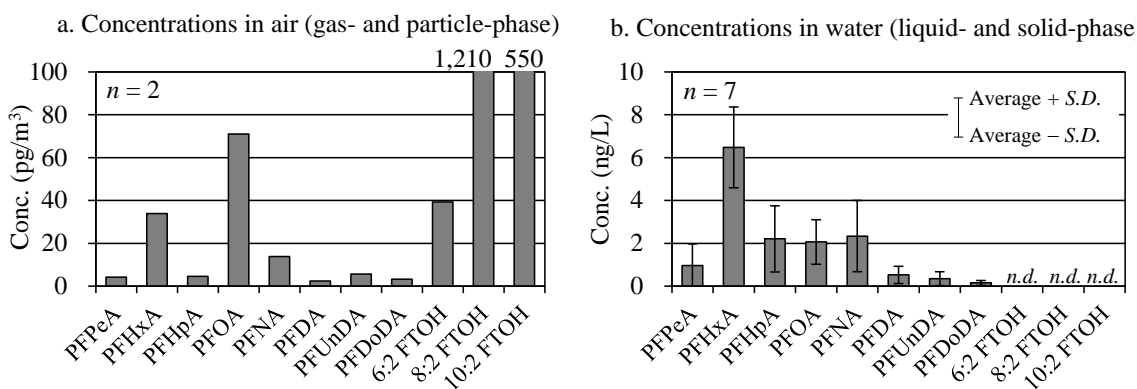 a. Concentrations in air (gas- and particle-phase)
1,210 550
100
80
60
40
20
0
Conc. (pg/m³)
n = 2
PFPeA
PFHxA
PFHpA
PFOA
PFNA
PFDA
PFUnDA
PFDoDA
6:2 FTOH
8:2 FTOH
10:2 FTOH
b. Concentrations in water (liquid- and solid-phase
10
8
6
4
2
0
Conc. (ng/L)
n = 7
Average + S.D.
Average – S.D.
n.d. n.d. n.d.
PFPeA
PFHxA
PFHpA
PFOA
PFNA
PFDA
PFUnDA
PFDoDA
6:2 FTOH
8:2 FTOH
10:2 FTOH